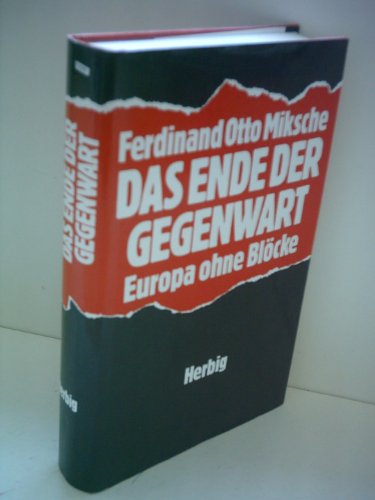 Ferdinand Otto Miksche
DAS ENDE DER
GEGENWART
Europa ohne Blöcke
Herbig
DAS ENDE DER
GEGENWART
Herbig